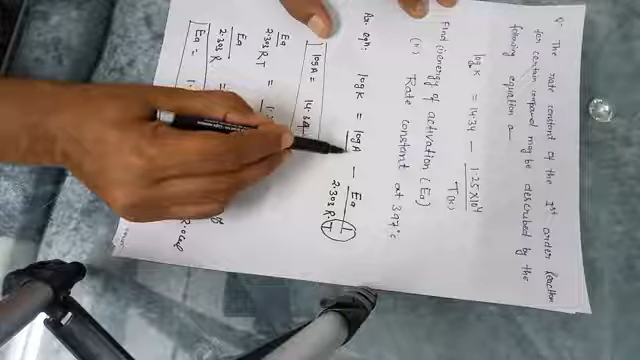 Q- The rate constant of the 1st order reaction
for certain compound may be described by the
following equation a—
log K = 14.34 - 1.25×10⁴ / T(K)
Find (i) energy of activation (Ea)
(ii) Rate constant at 397°C
Ar. eqn: log K = log A - Ea / 2.303 R.T
log A = 14.34
Ea / 2.303 RT =
Ea / 2.303 R =
Ea =